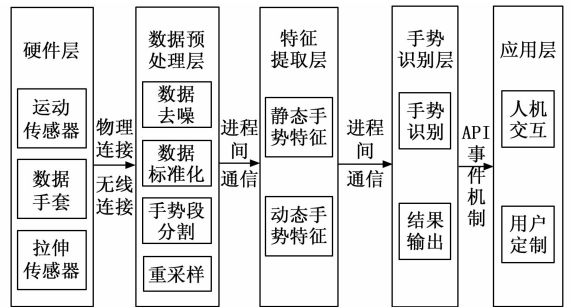 硬件层
运动
传感器
数据
手套
拉伸
传感器
物理
连接
无线
连接
数据预
处理层
数据
去噪
数据
标准化
手势段
分割
重采样
进程
间
通信
特征
提取层
静态手
势特征
动态手
势特征
进程
间
通信
手势
识别层
手势
识别
结果
输出
API
事
件
机
制
应用层
人机
交互
用户
定制